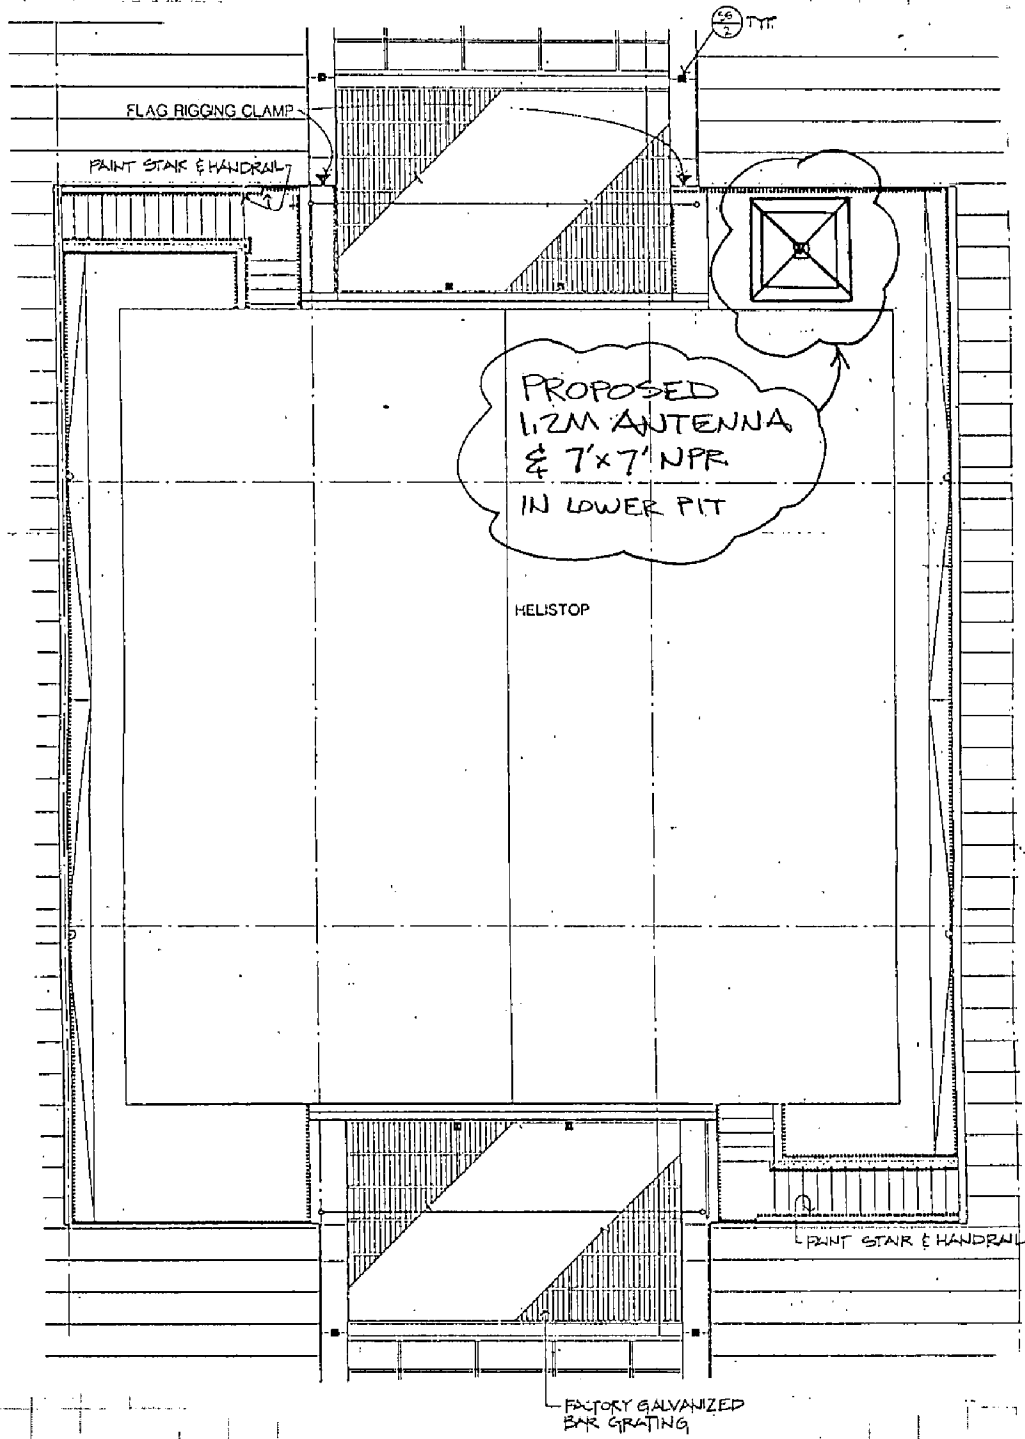 TYP.
FLAG RIGGING CLAMP
PAINT STAIR & HANDRAIL
PROPOSED
1.2M ANTENNA
& 7'x7' NPR
IN LOWER PIT
HELISTOP
PAINT STAIR & HANDRAIL
FACTORY GALVANIZED
BAR GRATING